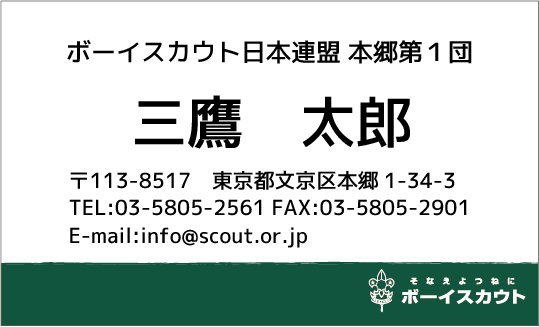 ボーイスカウト日本連盟 本郷第１団
三鷹　太郎
〒113-8517　東京都文京区本郷 1-34-3
TEL:03-5805-2561 FAX:03-5805-2901
E-mail:info@scout.or.jp
そなえよつねに
ボーイスカウト